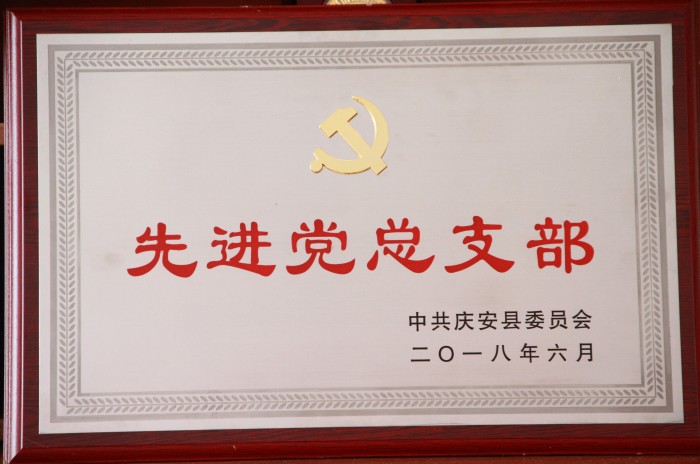 先进党总支部
中共庆安县委员会
二〇一八年六月